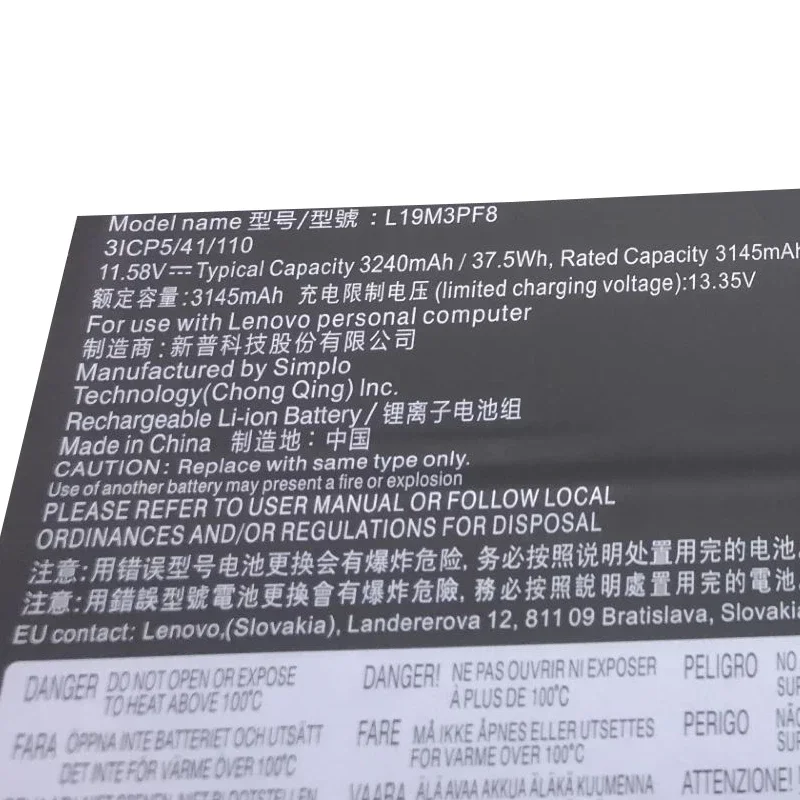 Model name 型号/型號 : L19M3PF8
3ICP5/41/110
11.58V⎓Typical Capacity 3240mAh / 37.5Wh, Rated Capacity 3145mAh
额定容量:3145mAh 充电限制电压 (limited charging voltage):13.35V
For use with Lenovo personal computer
制造商 : 新普科技股份有限公司
Manufactured by Simplo
Technology(Chong Qing) Inc.
Rechargeable Li-ion Battery / 锂离子电池组
Made in China 制造地: 中国
CAUTION: Replace with same type only.
Use of another battery may present a fire or explosion
PLEASE REFER TO USER MANUAL OR FOLLOW LOCAL
ORDINANCES AND/OR REGULATIONS FOR DISPOSAL
注意: 用错误型号电池更换会有爆炸危险, 务必按照说明处置用完的电池
注意: 用錯誤型號電池更換會有爆炸危險, 務必按照說明處置用完的電池
EU contact: Lenovo,(Slovakia), Landererova 12, 811 09 Bratislava, Slovakia
DANGER DO NOT OPEN OR EXPOSE TO HEAT ABOVE 100°C
DANGER! NE PAS OUVRIR NI EXPOSER À PLUS DE 100°C
PELIGRO NO
FARA ÖPPNA INTE BATTERIET OCH UTSÄTT DET INTE FÖR VÄRME ÖVER 100°C
FARE MÅ IKKE ÅPNES ELLER UTSETTES FOR VARME OVER 100°C
PERIGO NÃO
VAARA ÄLÄ AVAA AKKUA ÄLÄKÄ KUUMENNA
ATTENZIONE!